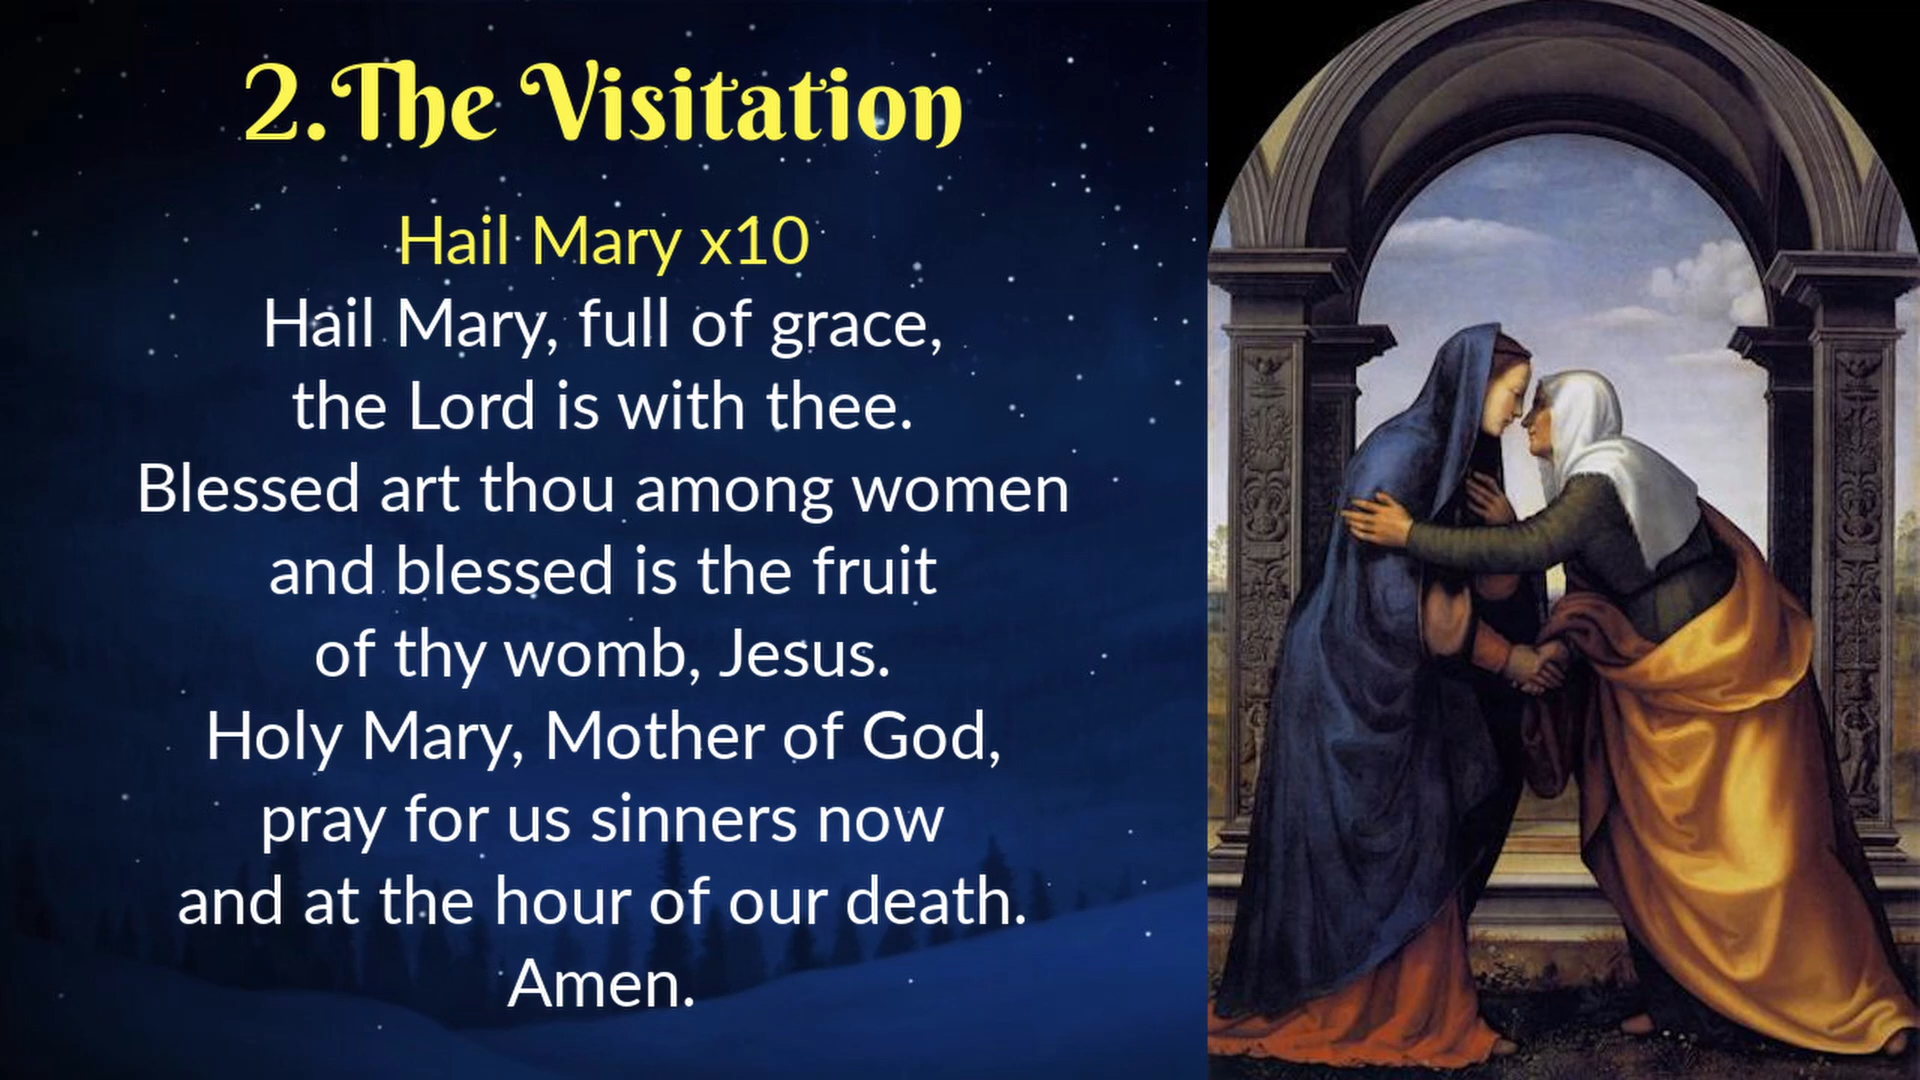 2.The Visitation
Hail Mary x10
Hail Mary, full of grace,
the Lord is with thee.
Blessed art thou among women
and blessed is the fruit
of thy womb, Jesus.
Holy Mary, Mother of God,
pray for us sinners now
and at the hour of our death.
Amen.